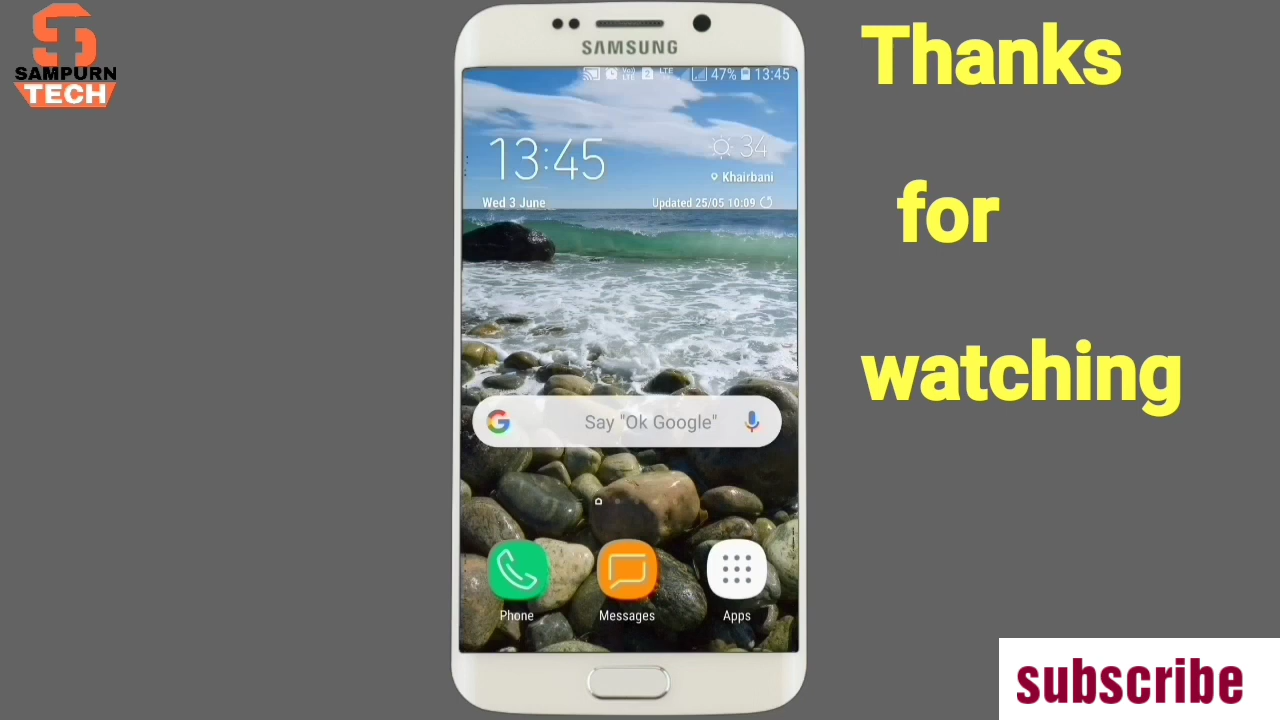 SAMPURN
TECH
SAMSUNG
47% 13:45
13:45
34
Khairbani
Wed 3 June
Updated 25/05 10:09
Say "Ok Google"
Phone
Messages
Apps
Thanks
for
watching
subscribe